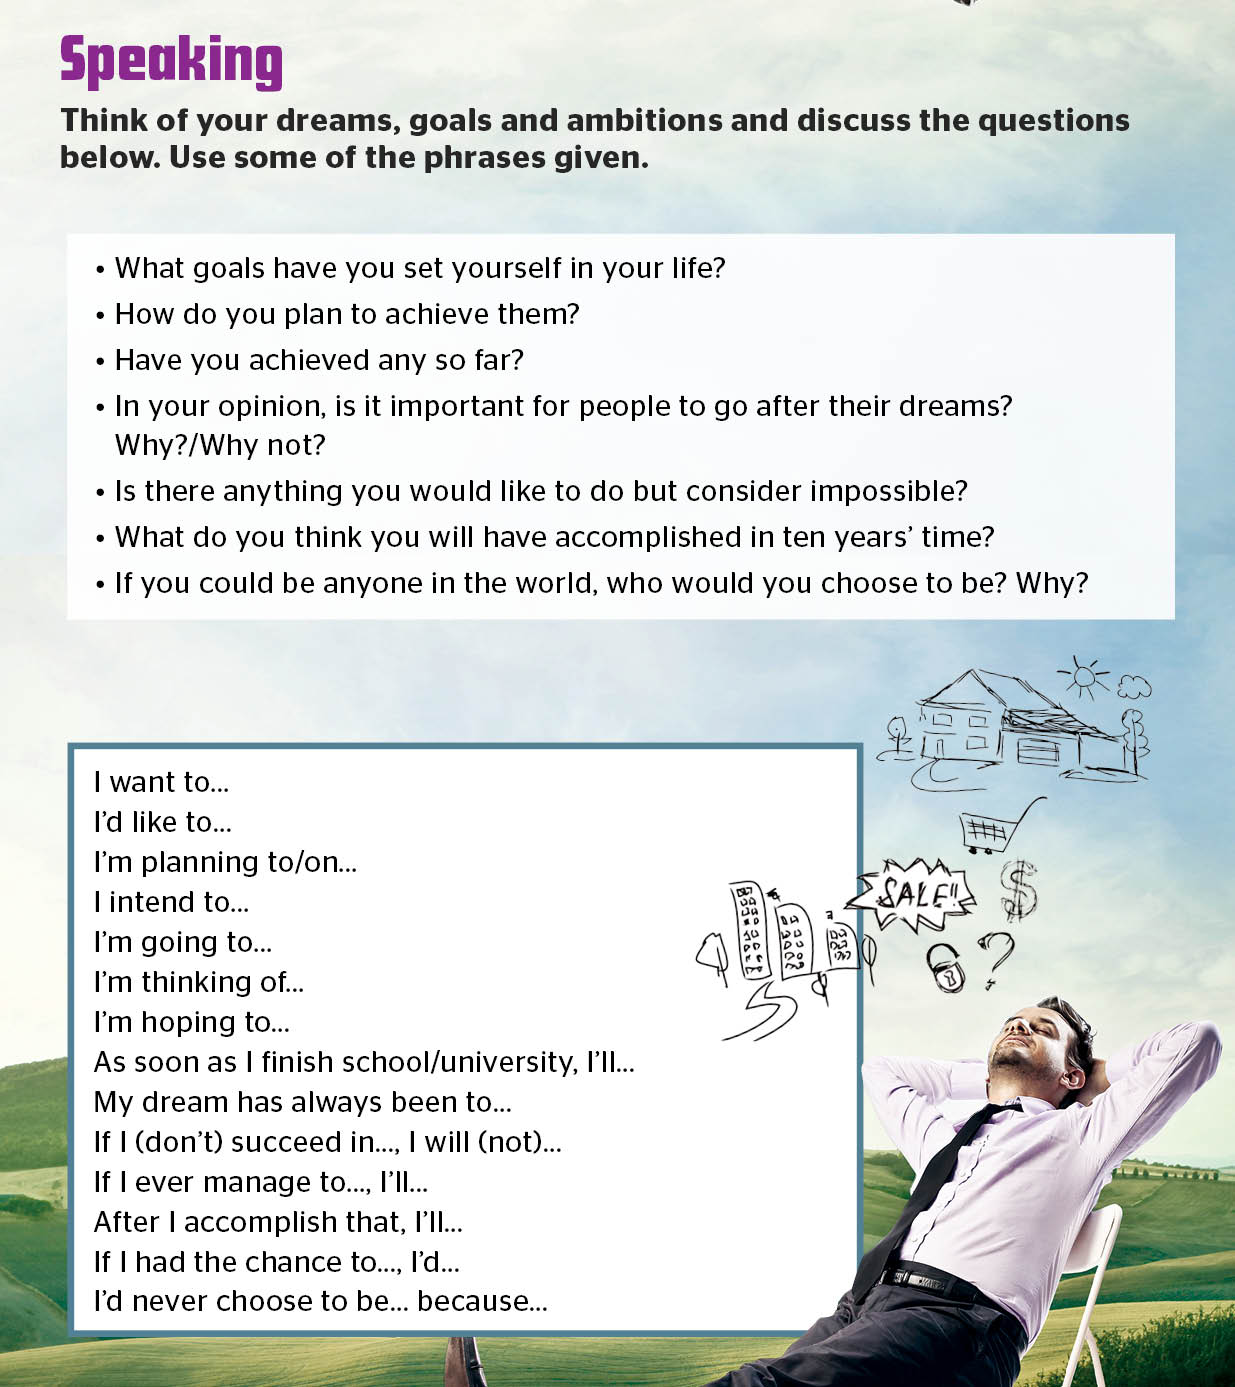 Speaking
Think of your dreams, goals and ambitions and discuss the questions
below. Use some of the phrases given.
• What goals have you set yourself in your life?
• How do you plan to achieve them?
• Have you achieved any so far?
• In your opinion, is it important for people to go after their dreams?
Why?/Why not?
• Is there anything you would like to do but consider impossible?
• What do you think you will have accomplished in ten years’ time?
• If you could be anyone in the world, who would you choose to be? Why?
I want to...
I’d like to...
I’m planning to/on...
I intend to...
I’m going to...
I’m thinking of...
I’m hoping to...
As soon as I finish school/university, I’ll...
My dream has always been to...
If I (don’t) succeed in..., I will (not)...
If I ever manage to..., I’ll...
After I accomplish that, I’ll...
If I had the chance to..., I’d...
I’d never choose to be... because...
SALE!!
$
?